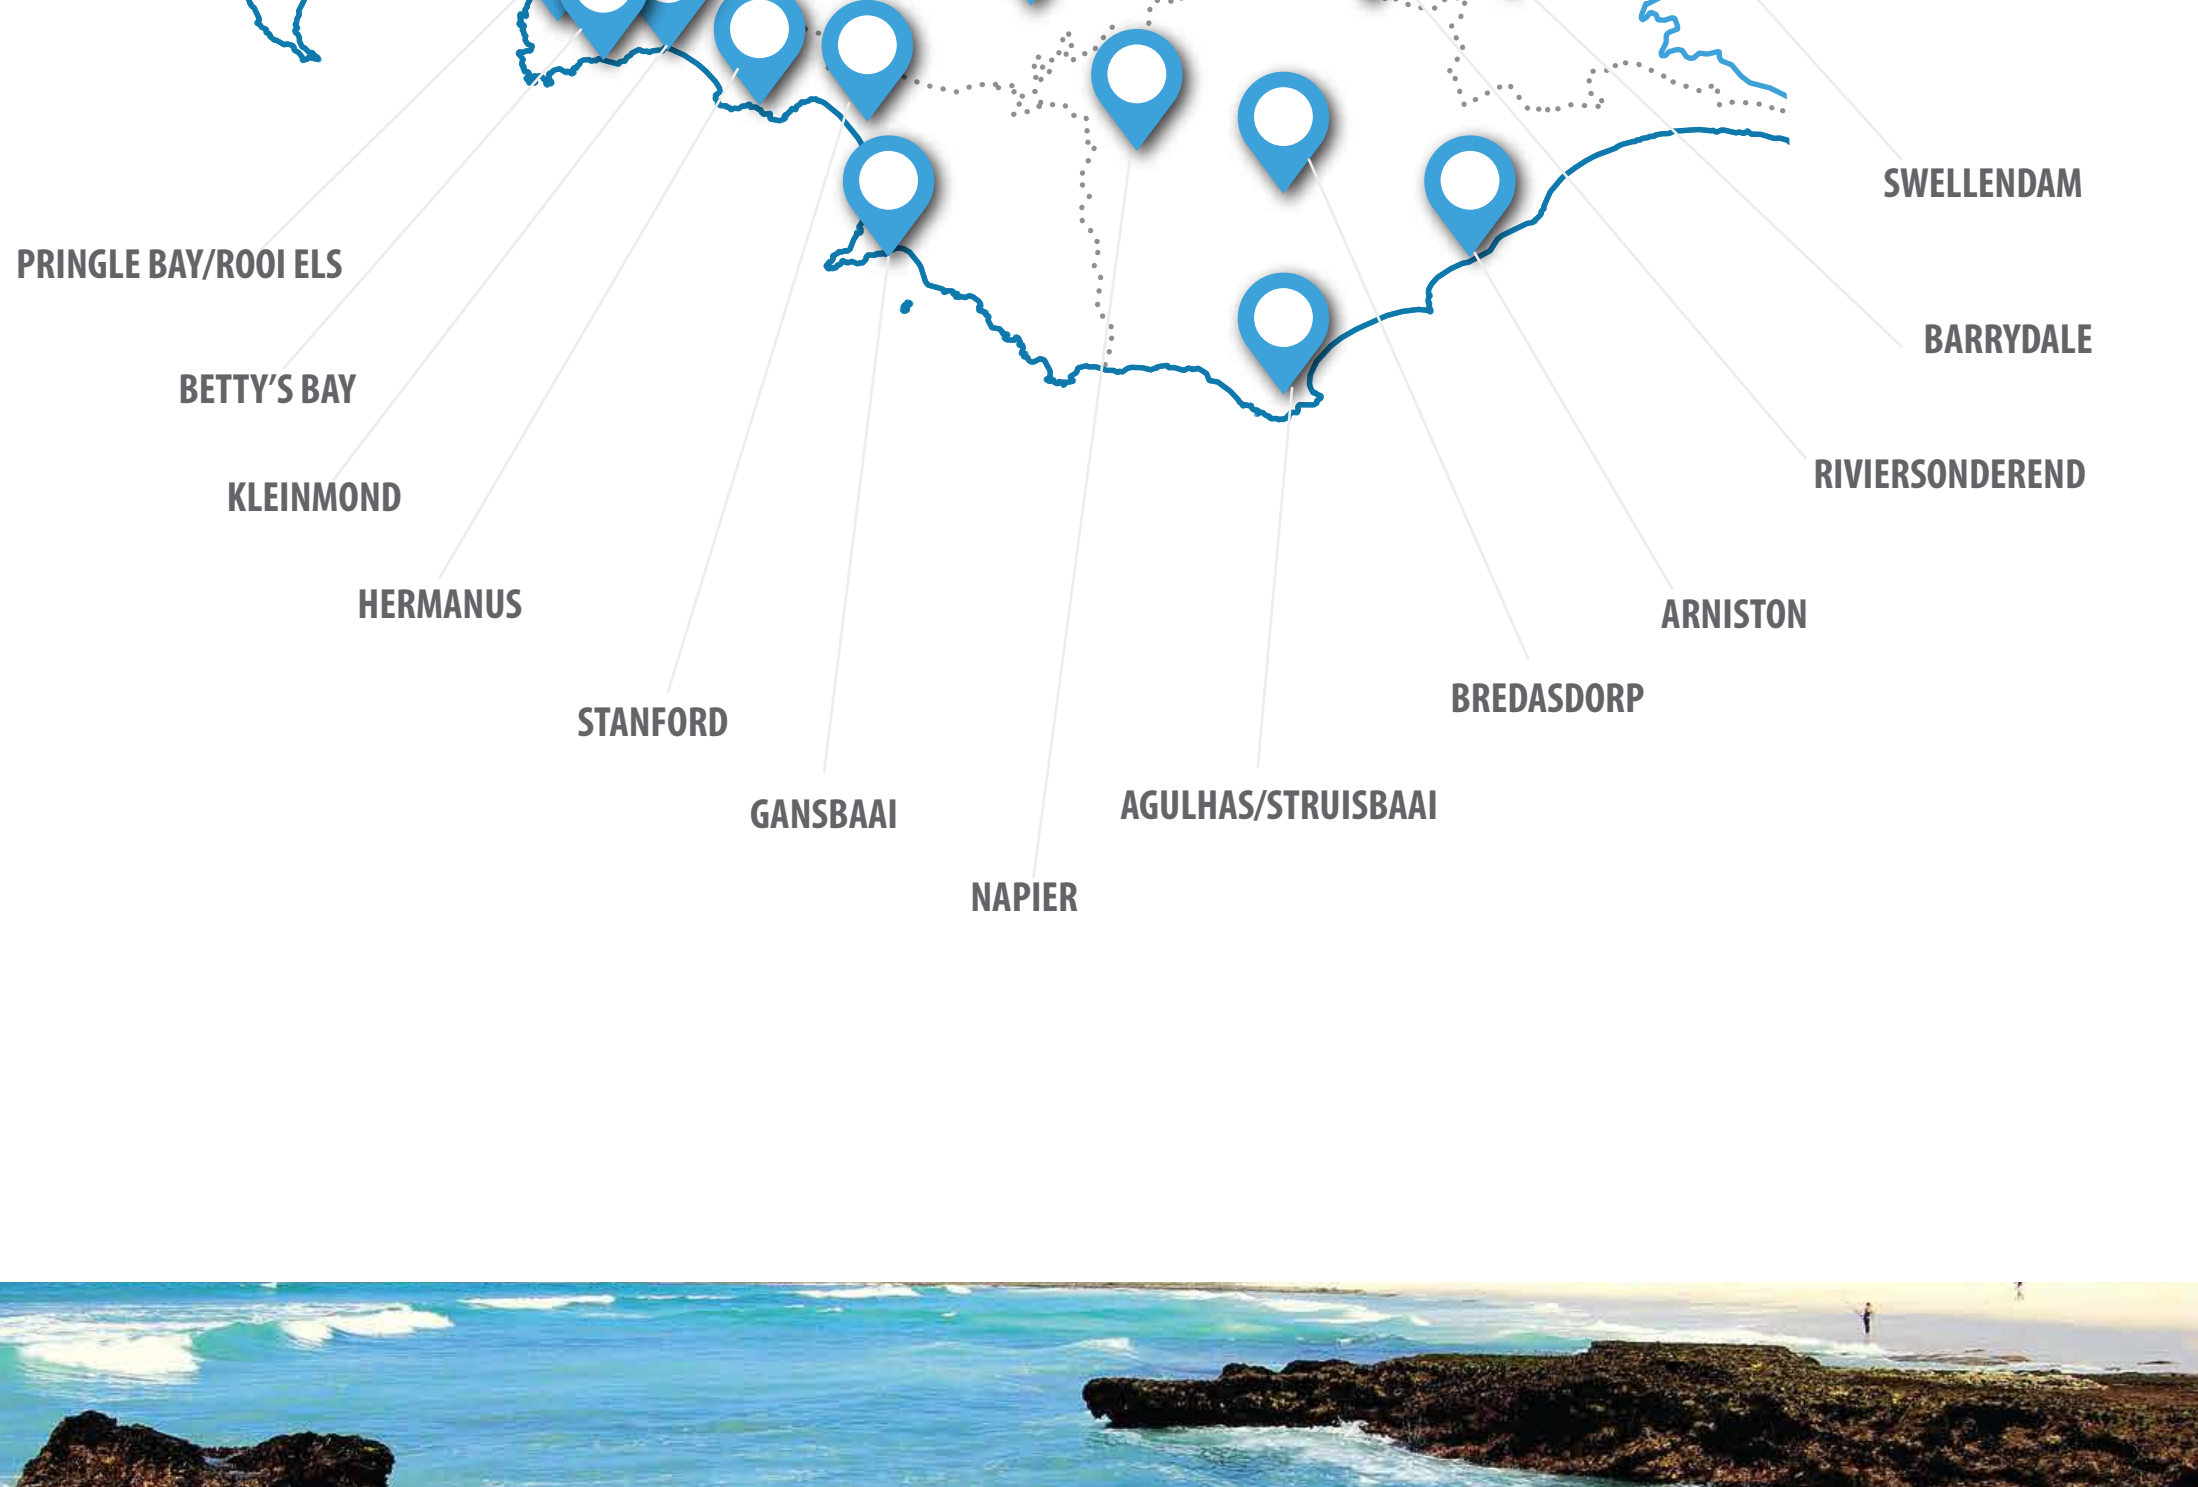 SWELLENDAM
PRINGLE BAY/ROOI ELS
BARRYDALE
BETTY'S BAY
RIVIERSONDEREND
KLEINMOND
HERMANUS
ARNISTON
BREDASDORP
STANFORD
AGULHAS/STRUISBAAI
GANSBAAI
NAPIER